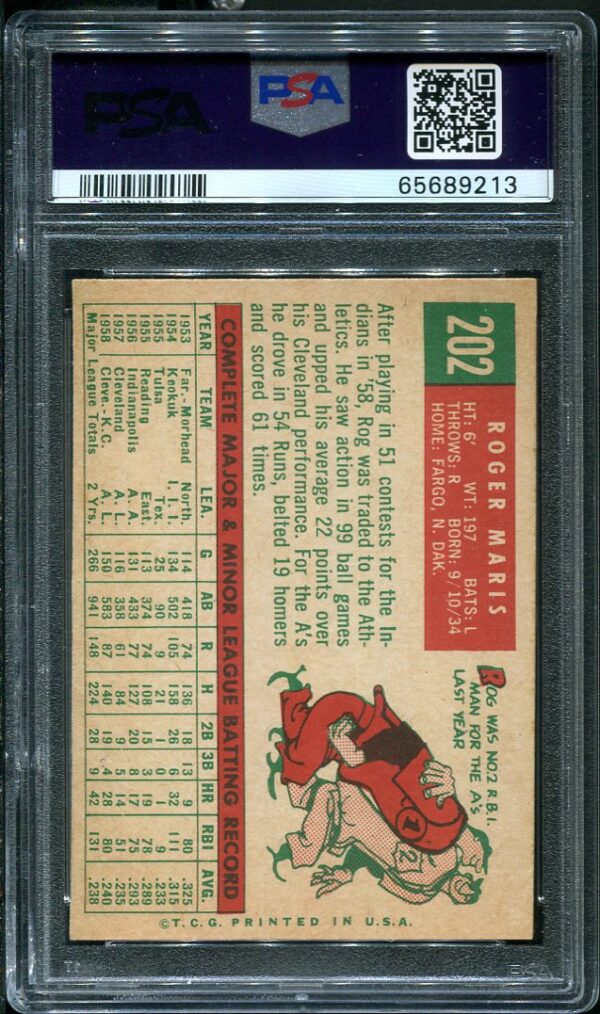 PSA
PSA
65689213
202
ROGER MARIS
HT: 6' WT: 197 BATS: L
THROWS: R BORN: 9/10/34
HOME: FARGO, N. DAK.
After playing in 51 contests for the In-
dians in '58, Rog was traded to the Ath-
letics. He saw action in 99 ball games
and upped his average 22 points over
his Cleveland performance. For the A's
he drove in 54 Runs, belted 19 homers
and scored 61 times.
ROG WAS NO.2 R.B.I.
MAN FOR THE A's
LAST YEAR
1
2
COMPLETE MAJOR & MINOR LEAGUE BATTING RECORD
YEAR TEAM LEA. G AB R H 2B 3B HR RBI AVG.
1953 Far.-Morhead North. 114 418 74 136 18 13 9 80 .325
1954 Keokuk I. I. I. 134 502 105 158 26 6 32 111 .315
1955 Tulsa Tex. 25 90 9 21 1 0 1 9 .233
1955 Reading East. 113 374 74 108 15 3 19 78 .289
1956 Indianapolis A. A. 131 433 77 127 20 8 17 75 .293
1957 Cleveland A. L. 116 358 61 84 9 5 14 51 .235
1958 Cleve.-K.C. A. L. 150 583 87 140 19 4 28 80 .240
Major League Totals 2 Yrs. 266 941 148 224 28 9 42 131 .238
©T.C.G. PRINTED IN U.S.A.
PSA